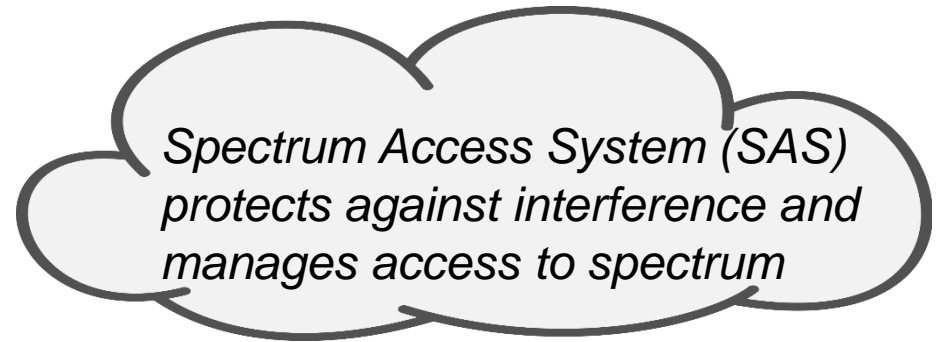 Spectrum Access System (SAS)
protects against interference and
manages access to spectrum